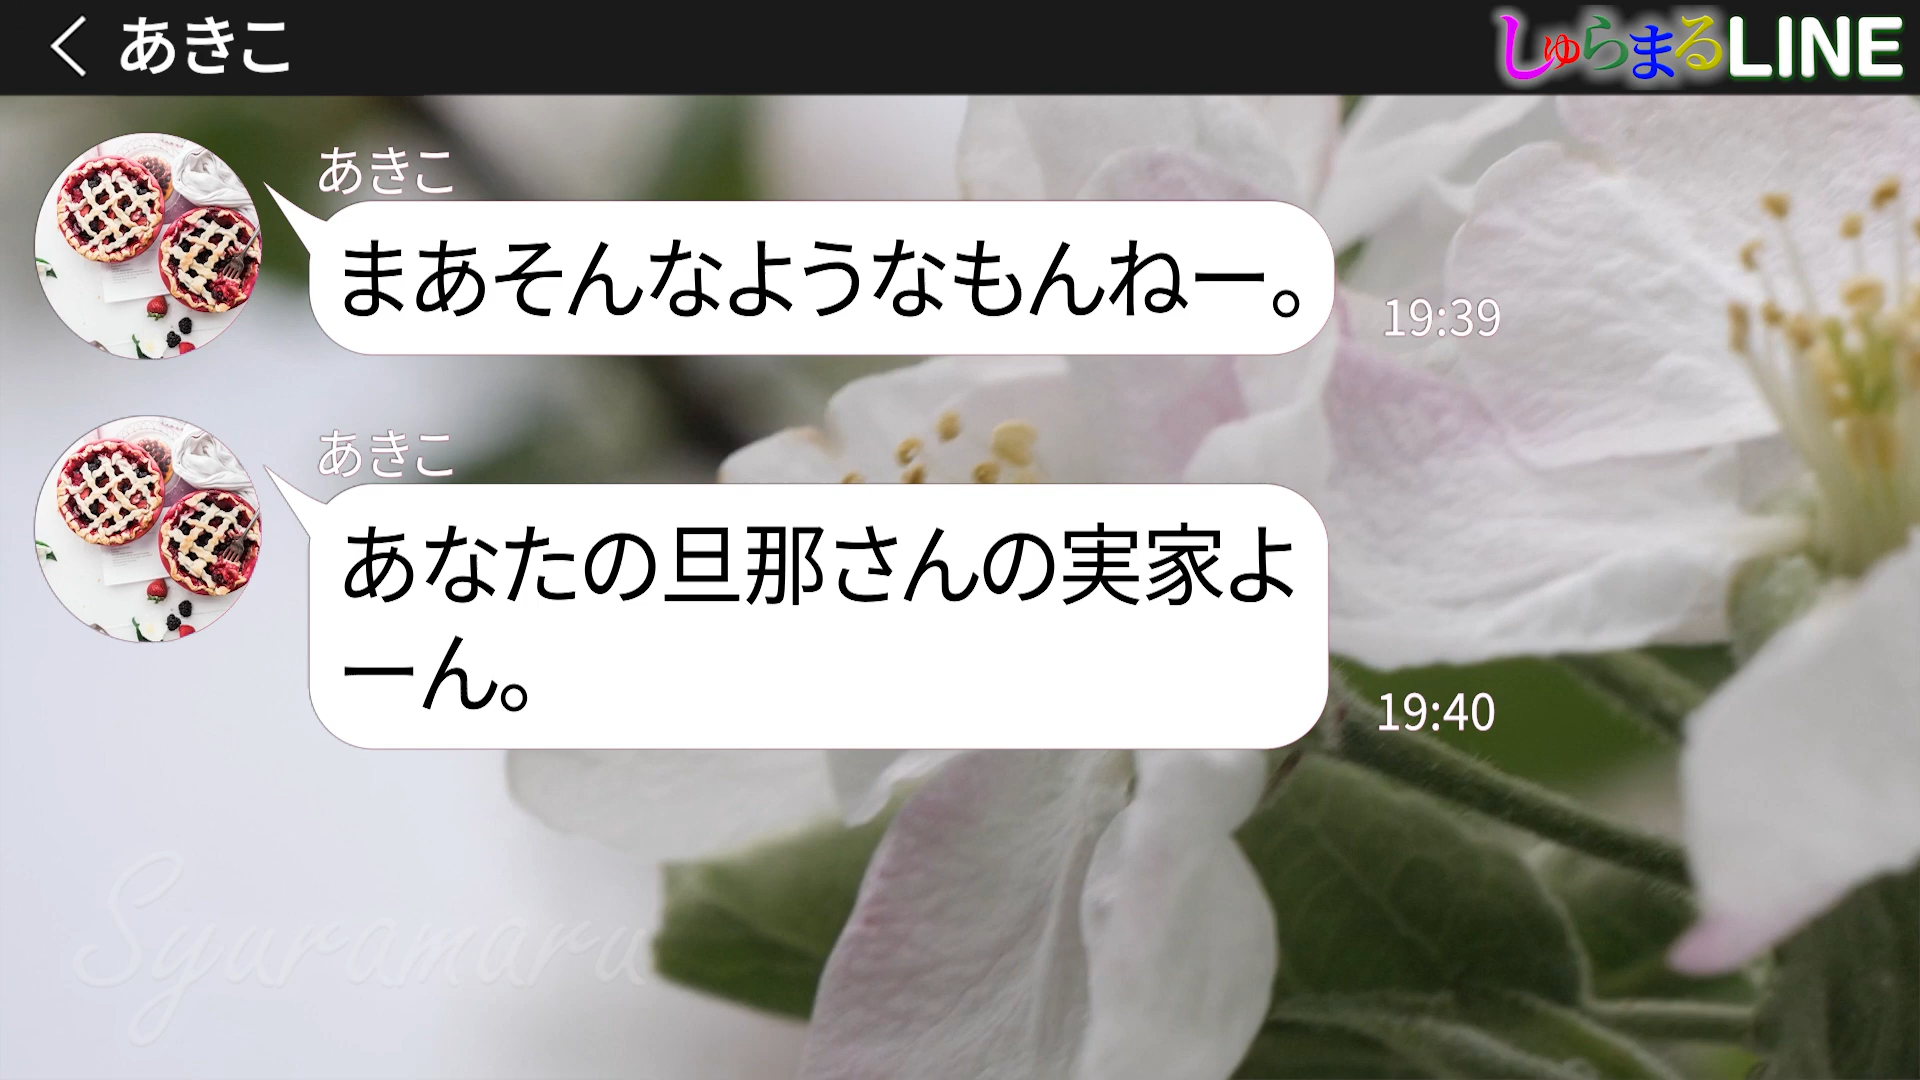 あきこ
しゅらまるLINE
あきこ
まあそんなようなもんねー。
19:39
あきこ
あなたの旦那さんの実家よ
ーん。
19:40
Syuramaru